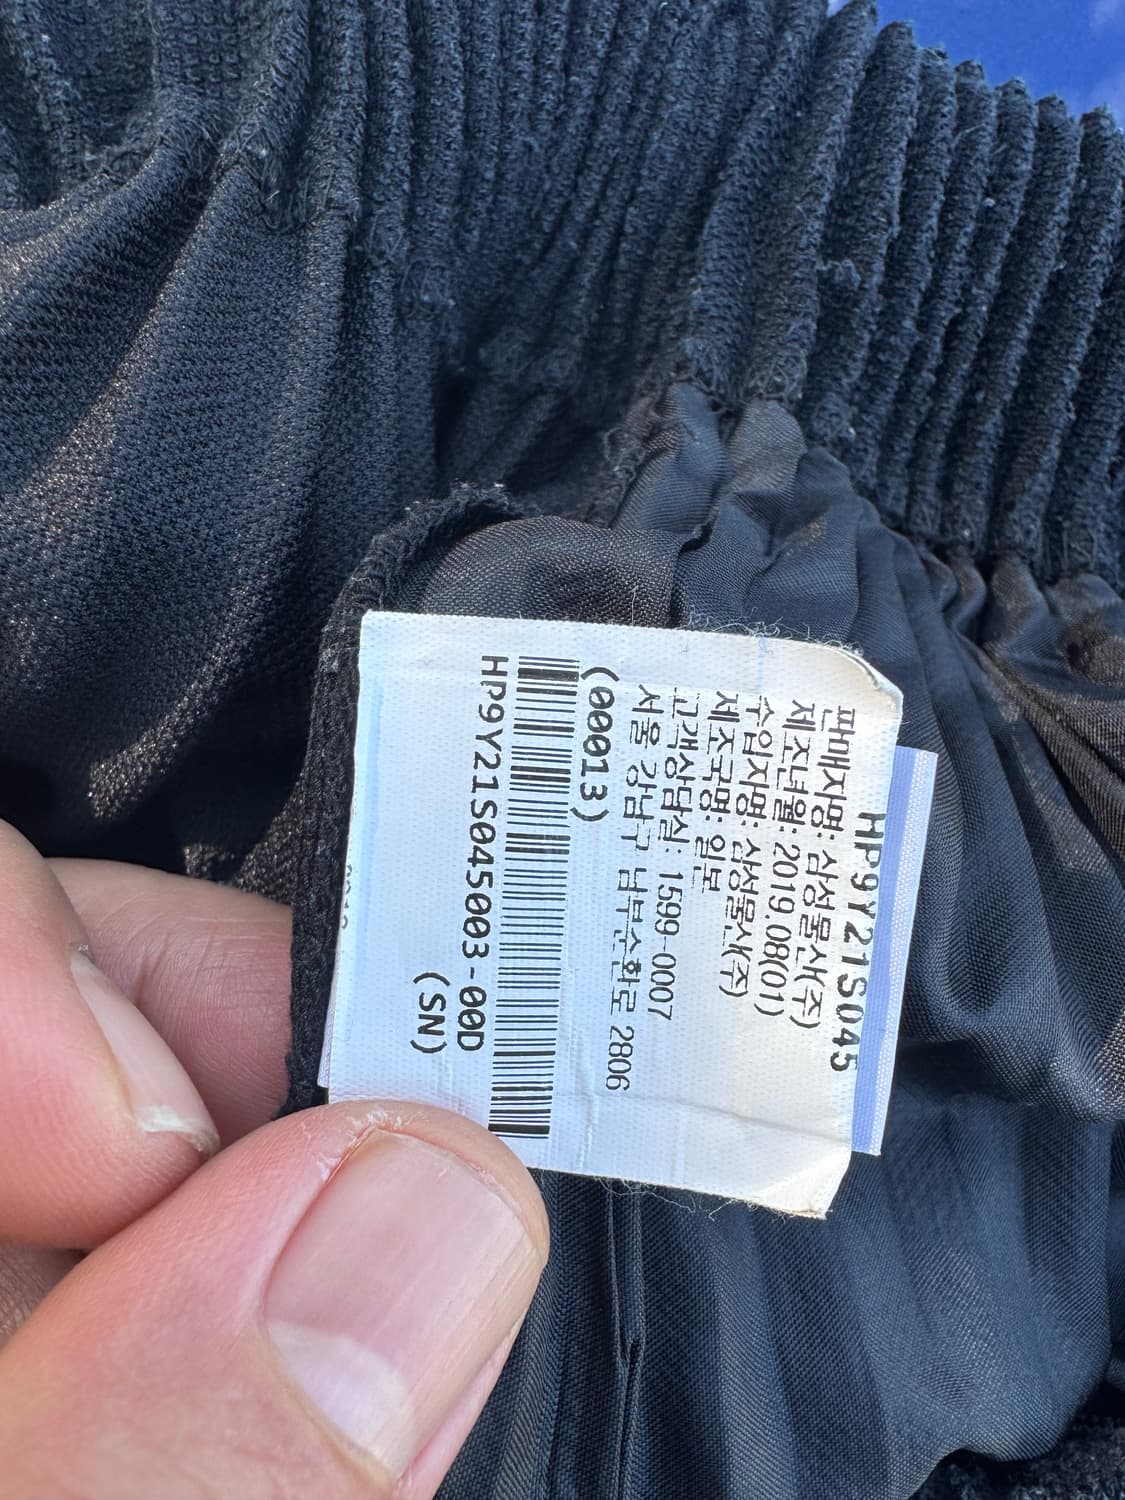 HP9Y21S045
판매자명: 삼성물산(주)
제조년월: 2019.08(01)
수입자명: 삼성물산(주)
제조국명: 일본
고객상담실: 1599-0007
서울 강남구 남부순환로 2806
(00013)
HP9Y21S045003-00D
(SN)